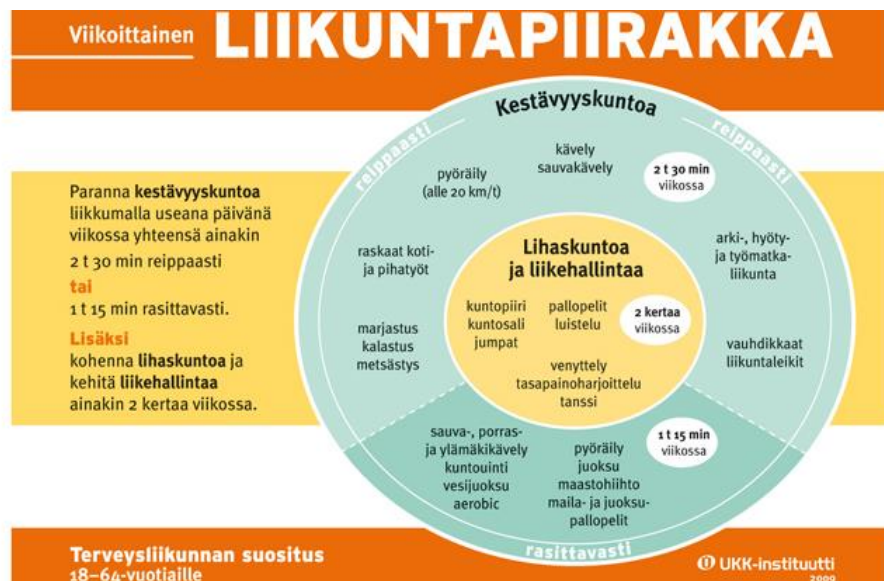 Viikoittainen LIIKUNTAPIIRAKKA
Paranna kestävyyskuntoa
liikkumalla useana päivänä
viikossa yhteensä ainakin
2 t 30 min reippaasti
tai
1 t 15 min rasittavasti.
Lisäksi
kohenna lihaskuntoa ja
kehitä liikehallintaa
ainakin 2 kertaa viikossa.
Kestävyyskuntoa
reippaasti
reippaasti
kävely
sauvakävely
2 t 30 min
viikossa
pyöräily
(alle 20 km/t)
raskaat koti-
ja pihatyöt
arki-, hyöty-
ja työmatka-
liikunta
marjastus
kalastus
metsästys
vauhdikkaat
liikuntaleikit
Lihaskuntoa
ja liikehallintaa
kuntopiiri
kuntosali
jumpat
pallopelit
luistelu
2 kertaa
viikossa
venyttely
tasapainoharjoittelu
tanssi
sauva-, porras-
ja ylämäkikävely
kuntouinti
vesijuoksu
aerobic
pyöräily
juoksu
maastohiihto
maila- ja juoksu-
pallopelit
1 t 15 min
viikossa
rasittavasti
Terveysliikunnan suositus
18–64-vuotiaille
UKK-instituutti
2009